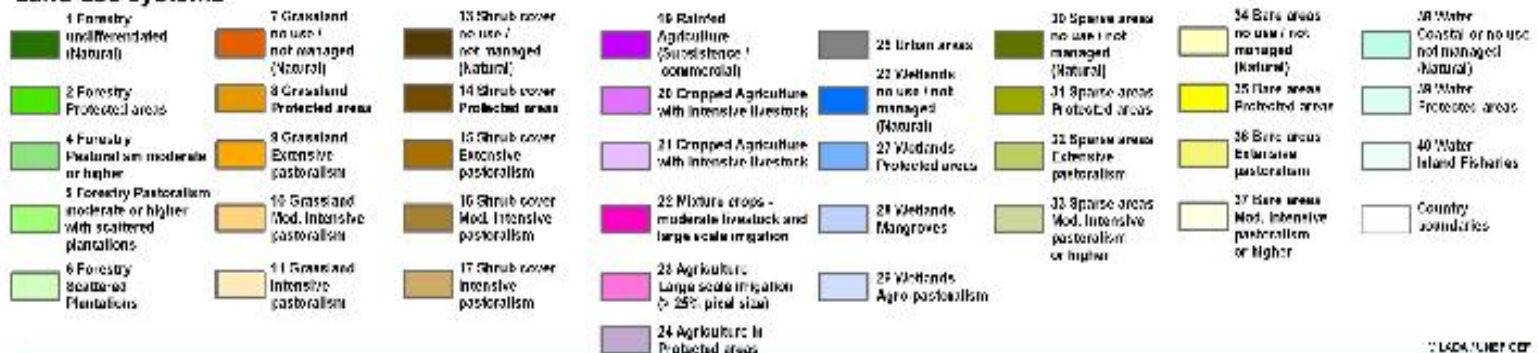 Land use systems
1 Forestry
undifferentiated
(Natural)
2 Forestry
Protected areas
4 Forestry
Pastoralism moderate
or higher
5 Forestry Pastoralism
moderate or higher
with scattered
plantations
6 Forestry
Scattered
Plantations
7 Grassland
no use /
not managed
(Natural)
8 Grassland
Protected areas
9 Grassland
Extensive
pastoralism
10 Grassland
Mod. Intensive
pastoralism
11 Grassland
Intensive
pastoralism
13 Shrub cover
no use /
not managed
(Natural)
14 Shrub cover
Protected areas
15 Shrub cover
Extensive
pastoralism
16 Shrub cover
Mod. Intensive
pastoralism
17 Shrub cover
Intensive
pastoralism
19 Rainfed
Agriculture
(Subsistence /
commercial)
20 Cropped Agriculture
with intensive livestock
21 Cropped Agriculture
with intensive livestock
22 Mixture crops -
moderate livestock and
large scale irrigation
23 Agriculture
Large scale irrigation
(> 25% pixel size)
24 Agriculture in
Protected areas
25 Urban areas
no use / not
managed
(Natural)
27 Wetlands
Protected areas
28 Wetlands
Mangroves
29 Wetlands
Agro-pastoralism
30 Sparse areas
no use / not
managed
(Natural)
31 Sparse areas
Protected areas
32 Sparse areas
Extensive
pastoralism
33 Sparse areas
Mod. Intensive
pastoralism
or higher
34 Bare areas
no use / not
managed
(Natural)
35 Bare areas
Protected areas
36 Bare areas
Extensive
pastoralism
37 Bare areas
Mod. Intensive
pastoralism
or higher
38 Water
Coastal or no use
not managed
(Natural)
39 Water
Protected areas
40 Water
Inland Fisheries
Country
boundaries